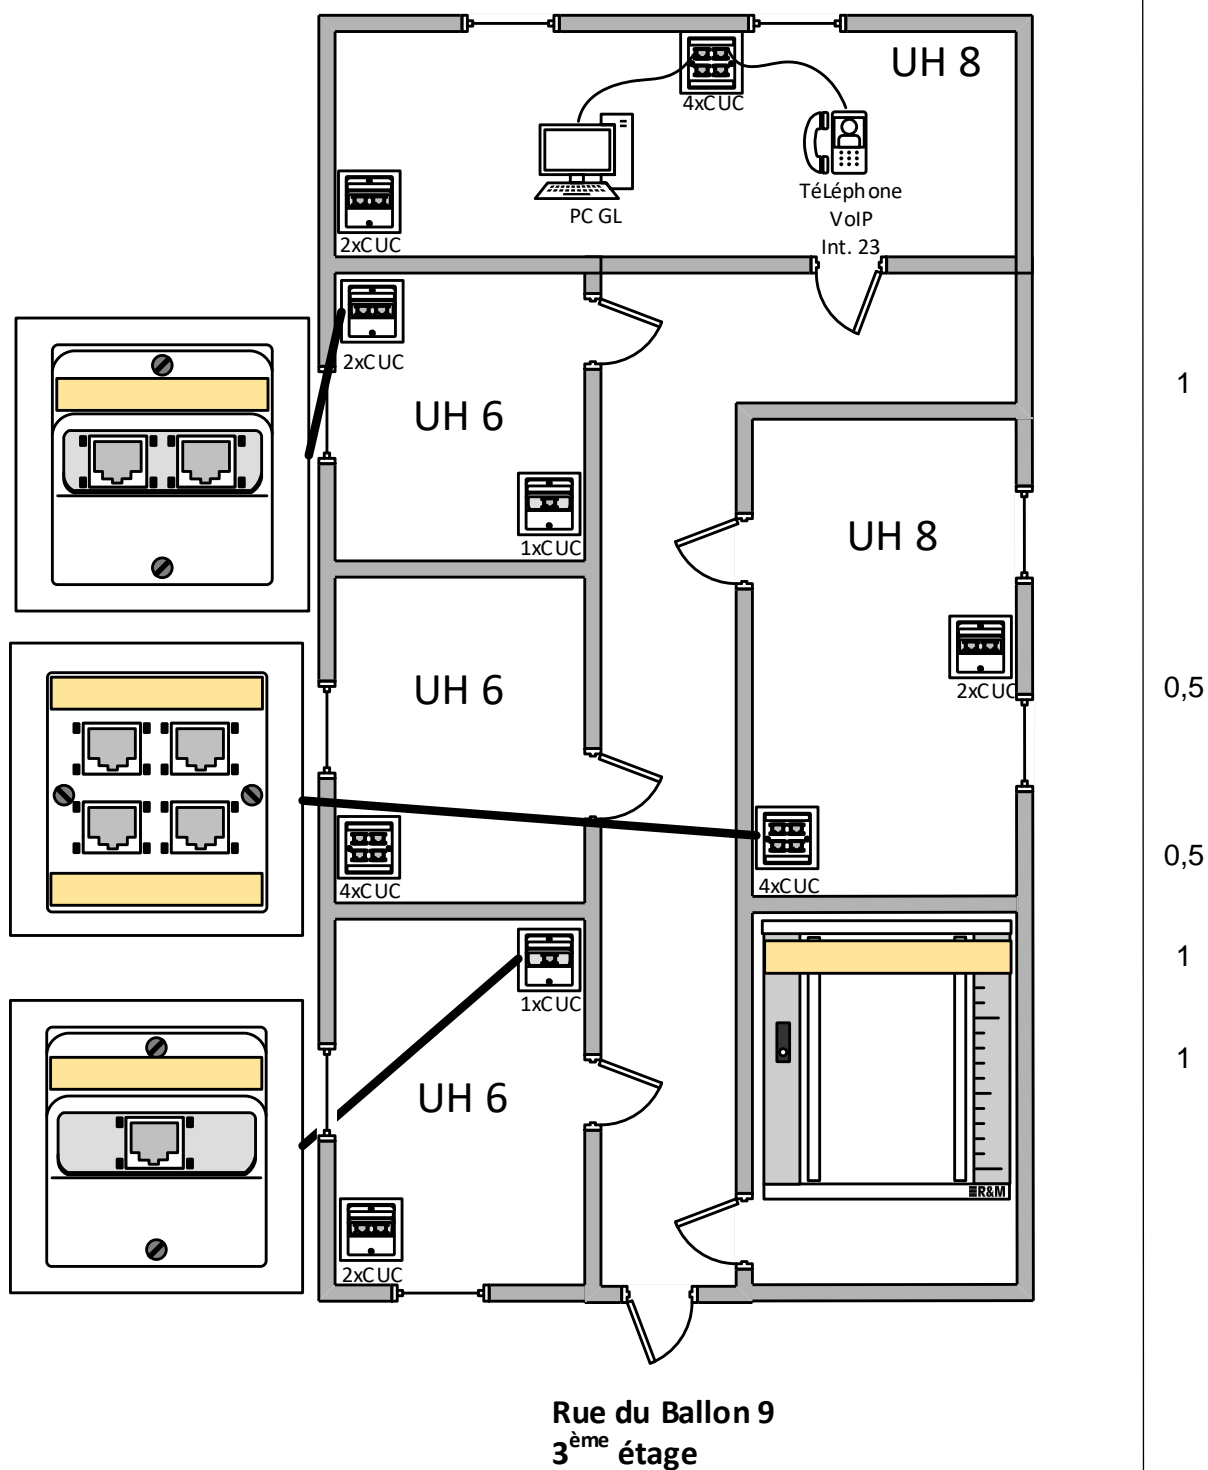 UH 8
4xCUC
TéLéphone
VoIP
Int. 23
PC GL
2xCUC
2xCUC
UH 6
1xCUC
1
UH 8
UH 6
2xCUC
0,5
4xCUC
4xCUC
0,5
1xCUC
1
UH 6
1
R&M
2xCUC
Rue du Ballon 9
3ème étage